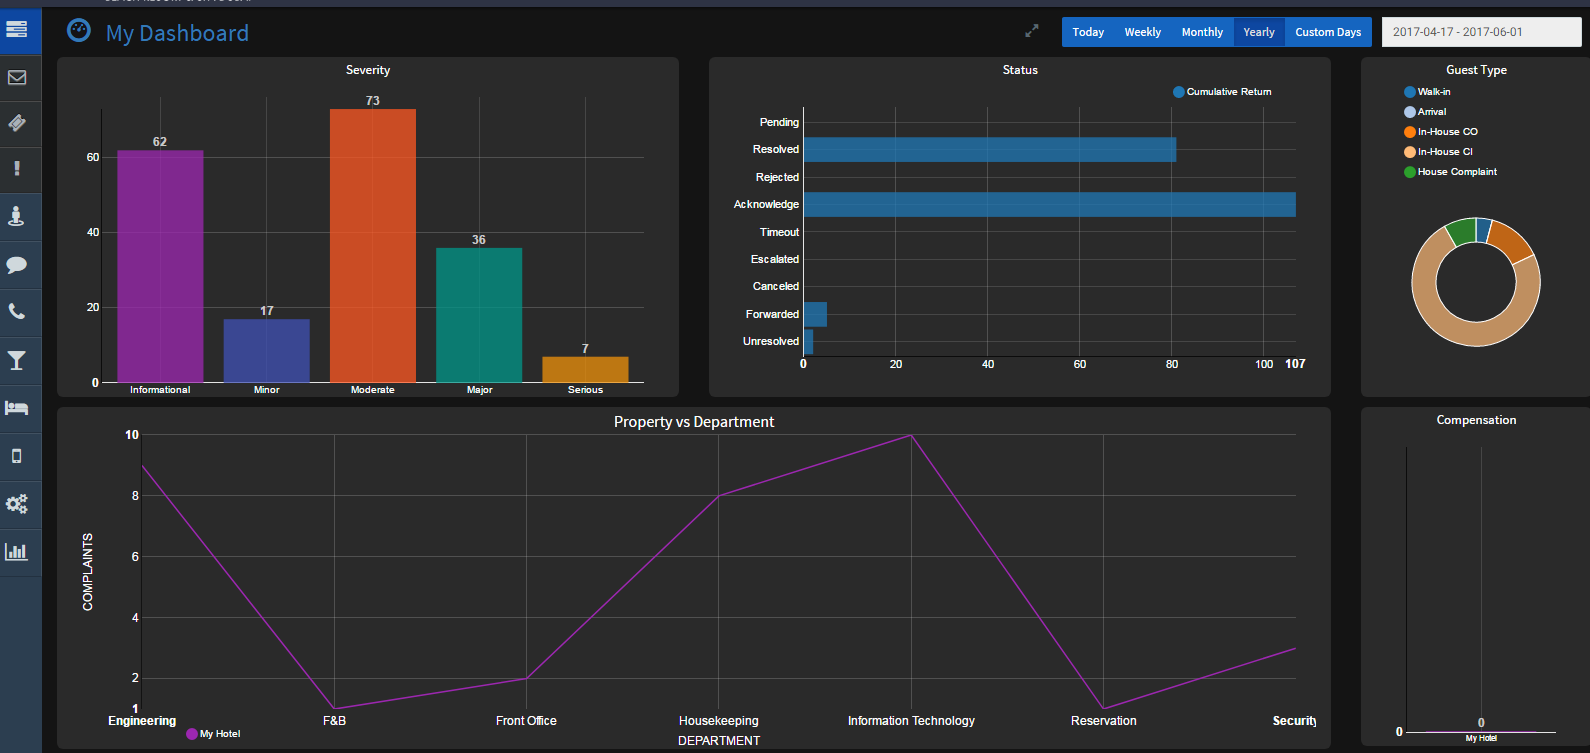 My Dashboard
Today Weekly Monthly Yearly Custom Days 2017-04-17 - 2017-06-01
Severity
73
62
36
17
7
60
40
20
0
Informational Minor Moderate Major Serious
Status
Cumulative Return
Pending
Resolved
Rejected
Acknowledge
Timeout
Escalated
Canceled
Forwarded
Unresolved
0 20 40 60 80 100 107
Guest Type
Walk-in
Arrival
In-House CO
In-House CI
House Complaint
Property vs Department
10
8
6
4
2
1
COMPLAINTS
Engineering F&B Front Office Housekeeping Information Technology Reservation Security
My Hotel
DEPARTMENT
Compensation
0
0
My Hotel